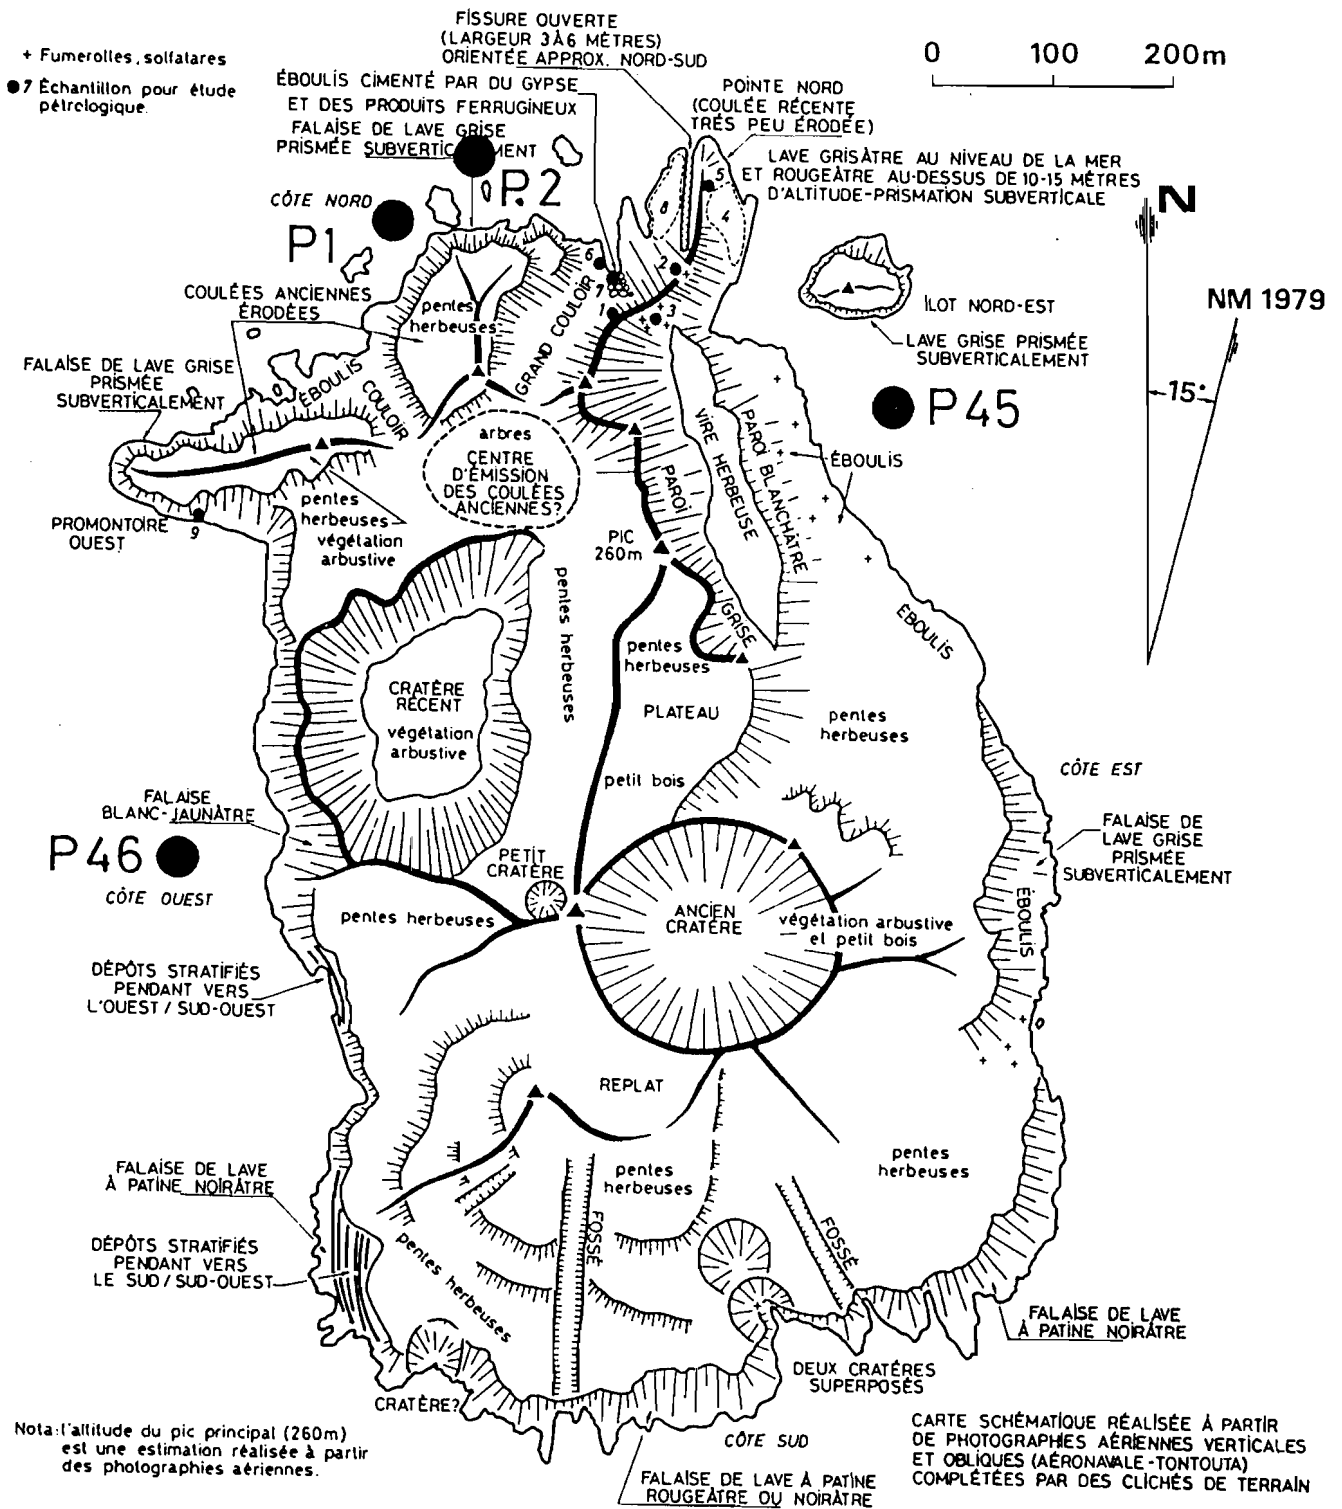 FISSURE OUVERTE
(LARGEUR 3À6 MÈTRES)
ORIENTÉE APPROX. NORD-SUD
+ Fumerolles, solfatares
●7 Échantillon pour étude
pétrologique.
0 100 200m
ÉBOULIS CIMENTÉ PAR DU GYPSE
ET DES PRODUITS FERRUGINEUX
POINTE NORD
(COULÉE RÉCENTE
TRÈS PEU ÉRODÉE)
FALAISE DE LAVE GRISE
PRISMÉE SUBVERTICALEMENT
LAVE GRISÂTRE AU NIVEAU DE LA MER
ET ROUGEÂTRE AU-DESSUS DE 10-15 MÈTRES
D'ALTITUDE-PRISMATION SUBVERTICALE
P.2
CÔTE NORD
P1
N
NM 1979
15°
5
8
4
6
2
7
1
3
COULÉES ANCIENNES
ÉRODÉES
pentes
herbeuses
GRAND COULOIR
ÎLOT NORD-EST
LAVE GRISE PRISMÉE
SUBVERTICALEMENT
FALAISE DE LAVE GRISE
PRISMÉE
SUBVERTICALEMENT
ÉBOULIS
COULOIR
P45
arbres
CENTRE
D'ÉMISSION
DES COULÉES
ANCIENNES?
PAROI
GRISE
VIRE HERBEUSE
PAROI BLANCHÂTRE
ÉBOULIS
pentes
herbeuses
végétation
arbustive
PROMONTOIRE
OUEST
9
PIC
260m
pentes herbeuses
ÉBOULIS
pentes
herbeuses
CRATÈRE
RÉCENT
végétation
arbustive
PLATEAU
pentes
herbeuses
petit bois
CÔTE EST
FALAISE
BLANC-JAUNÂTRE
P46
CÔTE OUEST
PETIT
CRATÈRE
FALAISE DE
LAVE GRISE
PRISMÉE
SUBVERTICALEMENT
ÉBOULIS
pentes herbeuses
ANCIEN
CRATÈRE
végétation arbustive
et petit bois
DÉPÔTS STRATIFIÉS
PENDANT VERS
L'OUEST / SUD-OUEST
REPLAT
FALAISE DE LAVE
À PATINE NOIRÂTRE
pentes
herbeuses
pentes
herbeuses
DÉPÔTS STRATIFIÉS
PENDANT VERS
LE SUD / SUD-OUEST
pentes herbeuses
FOSSÉ
FOSSÉ
FALAISE DE LAVE
À PATINE NOIRÂTRE
DEUX CRATÈRES
SUPERPOSÉS
CRATÈRE?
Nota: l'altitude du pic principal (260m)
est une estimation réalisée à partir
des photographies aériennes.
CÔTE SUD
FALAISE DE LAVE À PATINE
ROUGEÂTRE OU NOIRÂTRE
CARTE SCHÉMATIQUE RÉALISÉE À PARTIR
DE PHOTOGRAPHIES AÉRIENNES VERTICALES
ET OBLIQUES (AÉRONAVALE-TONTOUTA)
COMPLÉTÉES PAR DES CLICHÉS DE TERRAIN